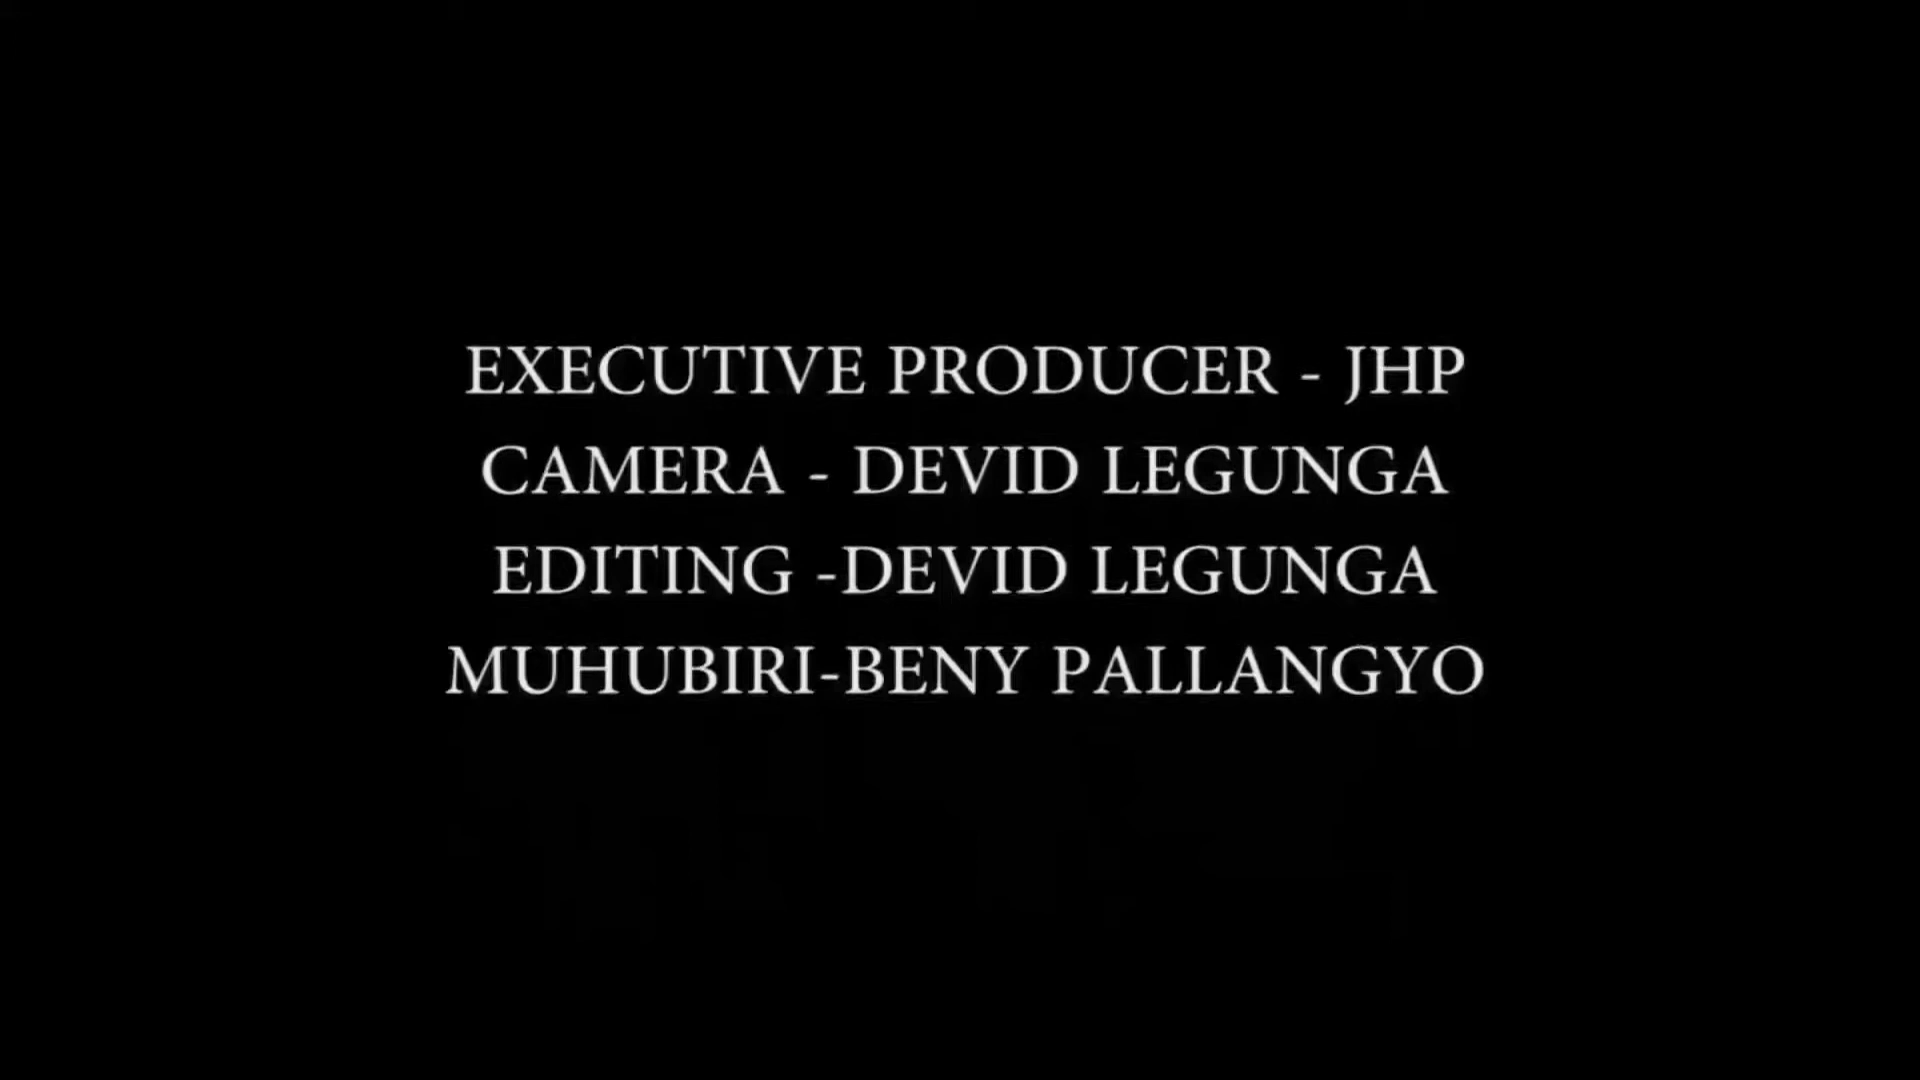 EXECUTIVE PRODUCER - JHP
CAMERA - DEVID LEGUNGA
EDITING -DEVID LEGUNGA
MUHUBIRI-BENY PALLANGYO